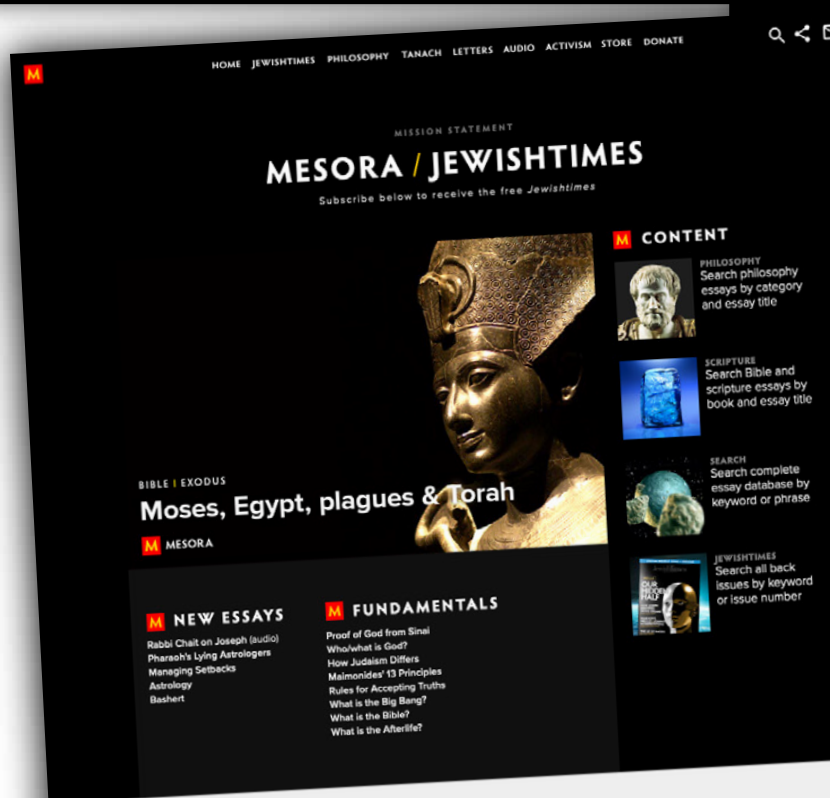 M
HOME JEWISHTIMES PHILOSOPHY TANACH LETTERS AUDIO ACTIVISM STORE DONATE
MISSION STATEMENT
MESORA / JEWISHTIMES
Subscribe below to receive the free Jewishtimes
BIBLE | EXODUS
Moses, Egypt, plagues & Torah
M MESORA
M NEW ESSAYS
Rabbi Chait on Joseph (audio)
Pharaoh's Lying Astrologers
Managing Setbacks
Astrology
Bashert
M FUNDAMENTALS
Proof of God from Sinai
Who/what is God?
How Judaism Differs
Maimonides' 13 Principles
Rules for Accepting Truths
What is the Big Bang?
What is the Bible?
What is the Afterlife?
M CONTENT
PHILOSOPHY
Search philosophy
essays by category
and essay title
SCRIPTURE
Search Bible and
scripture essays by
book and essay title
SEARCH
Search complete
essay database by
keyword or phrase
OUR
HIDDEN
HALF
JEWISHTIMES
Search all back
issues by keyword
or issue number